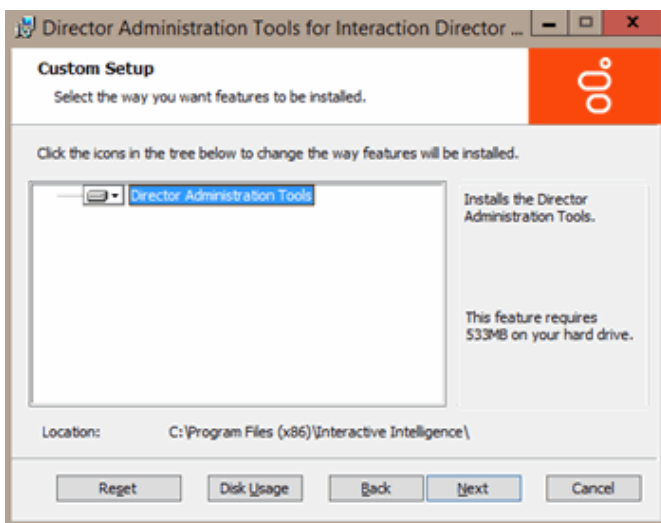 Director Administration Tools for Interaction Director ...
Custom Setup
Select the way you want features to be installed.
Click the icons in the tree below to change the way features will be installed.
Director Administration Tools
Installs the Director
Administration Tools.
This feature requires
533MB on your hard drive.
Location: C:\Program Files (x86)\Interactive Intelligence\
Reset Disk Usage Back Next Cancel